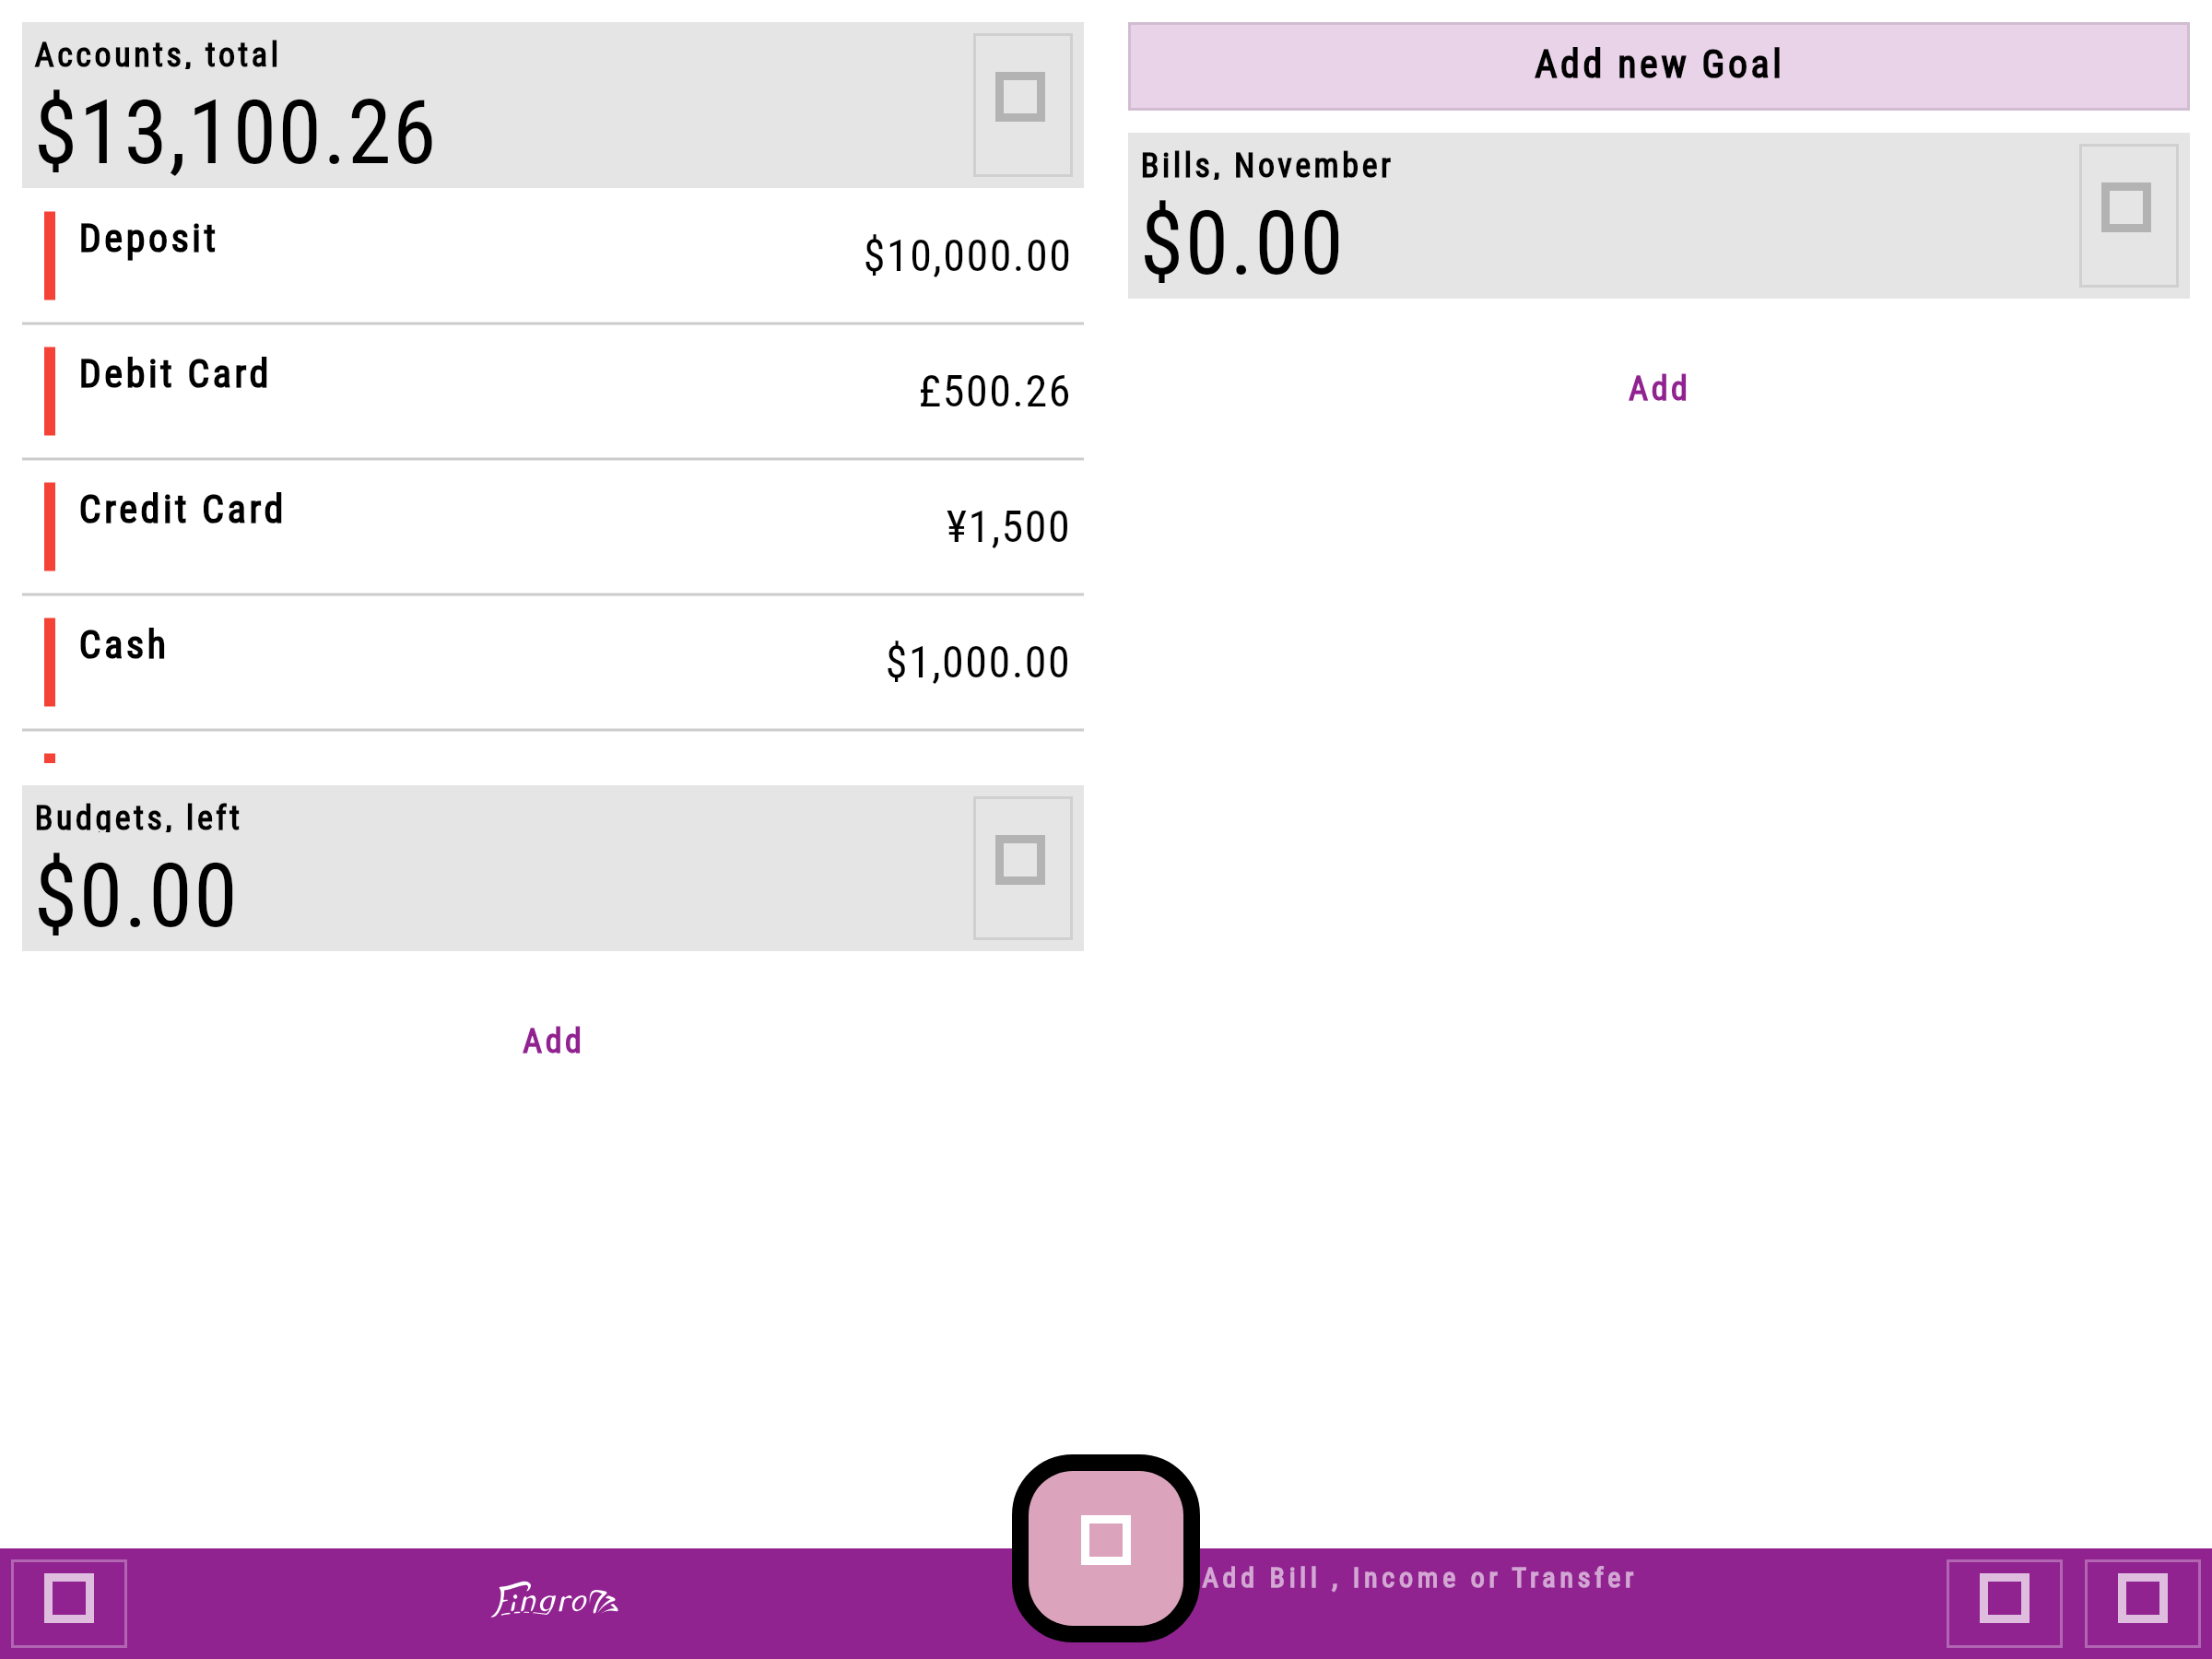 Accounts, total
$13,100.26
Deposit
$10,000.00
Debit Card
£500.26
Credit Card
¥1,500
Cash
$1,000.00
Budgets, left
$0.00
Add
Add new Goal
Bills, November
$0.00
Add
Add Bill , Income or Transfer